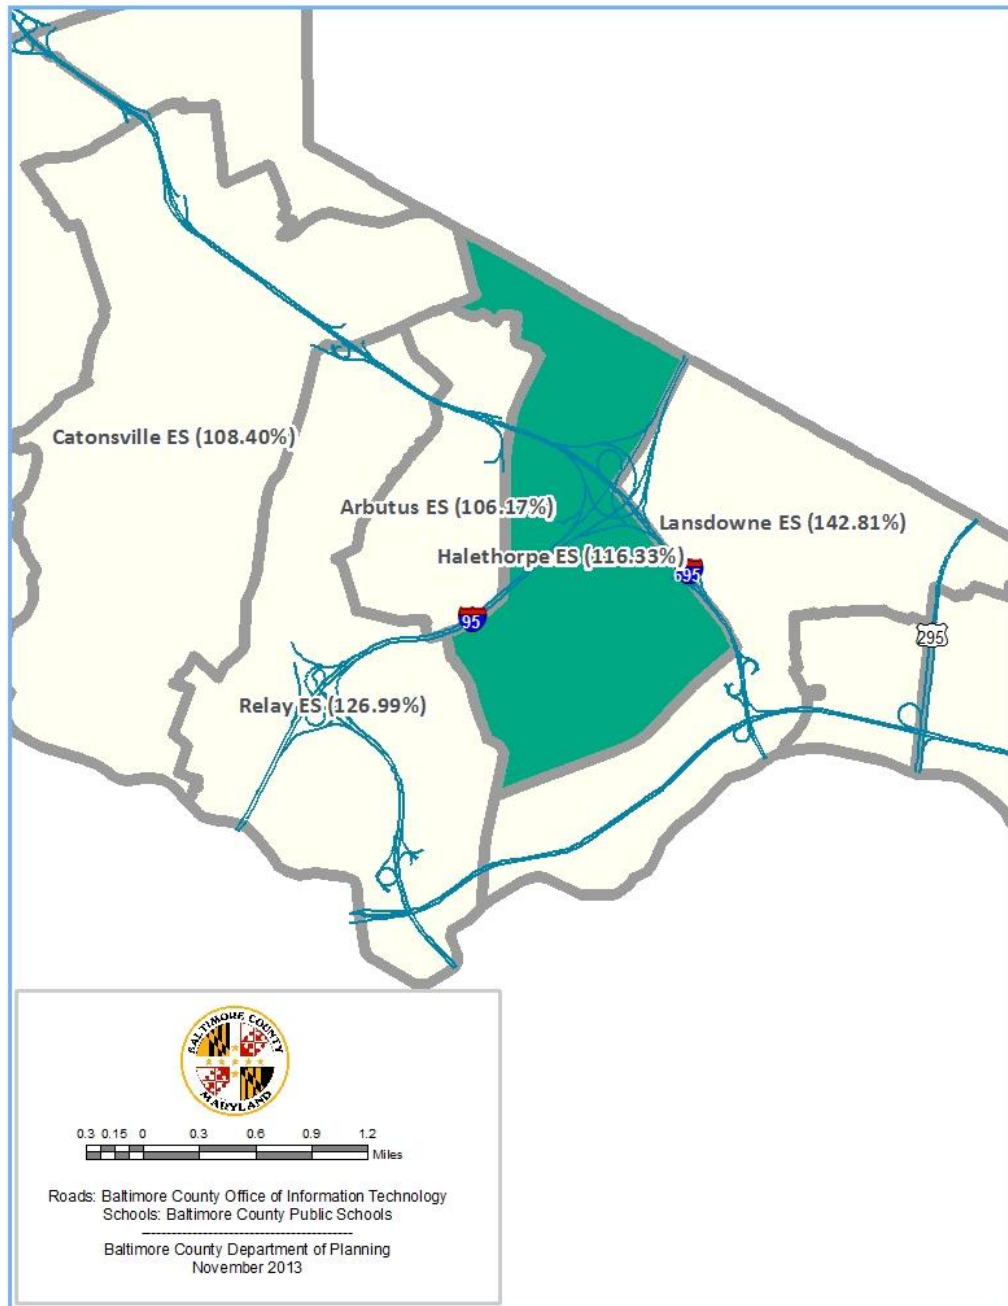 Catonsville ES (108.40%)
Arbutus ES (106.17%)
Lansdowne ES (142.81%)
Halethorpe ES (116.33%)
695
95
295
Relay ES (126.99%)
BALTIMORE COUNTY
MARYLAND
0.3 0.15 0 0.3 0.6 0.9 1.2
Miles
Roads: Baltimore County Office of Information Technology
Schools: Baltimore County Public Schools
Baltimore County Department of Planning
November 2013